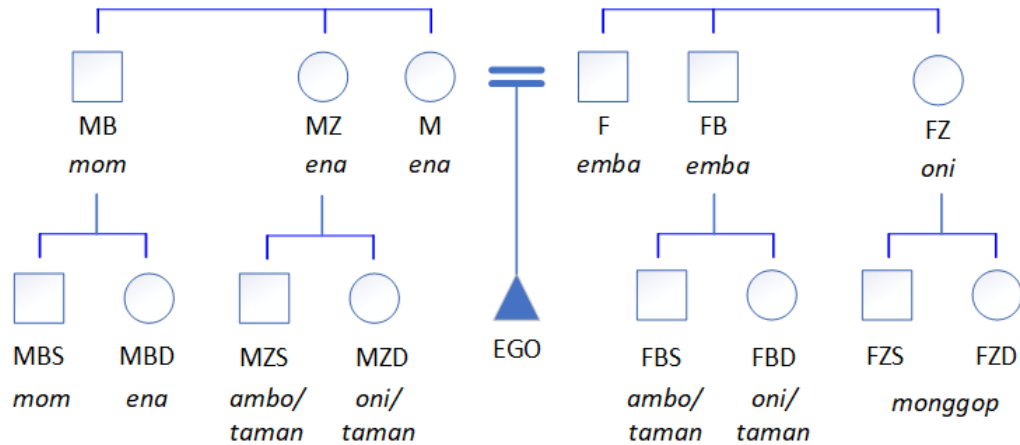 MB MZ M F FB FZ
mom ena ena emba emba oni
MBS MBD MZS MZD EGO FBS FBD FZS FZD
mom ena ambo/ oni/ ambo/ oni/ monggop
taman taman taman taman